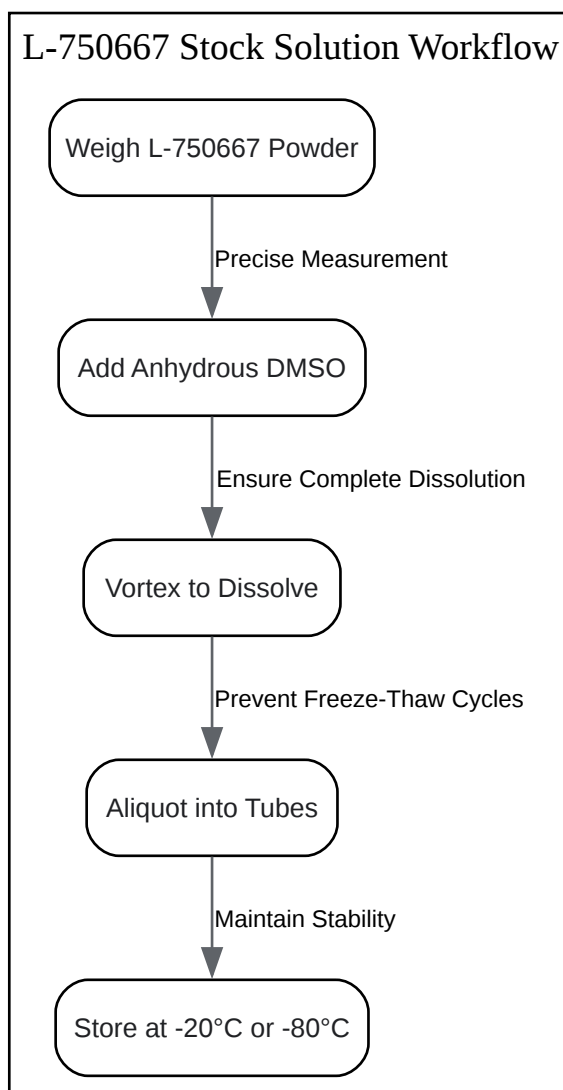 L-750667 Stock Solution Workflow
Weigh L-750667 Powder
Precise Measurement
Add Anhydrous DMSO
Ensure Complete Dissolution
Vortex to Dissolve
Prevent Freeze-Thaw Cycles
Aliquot into Tubes
Maintain Stability
Store at -20°C or -80°C